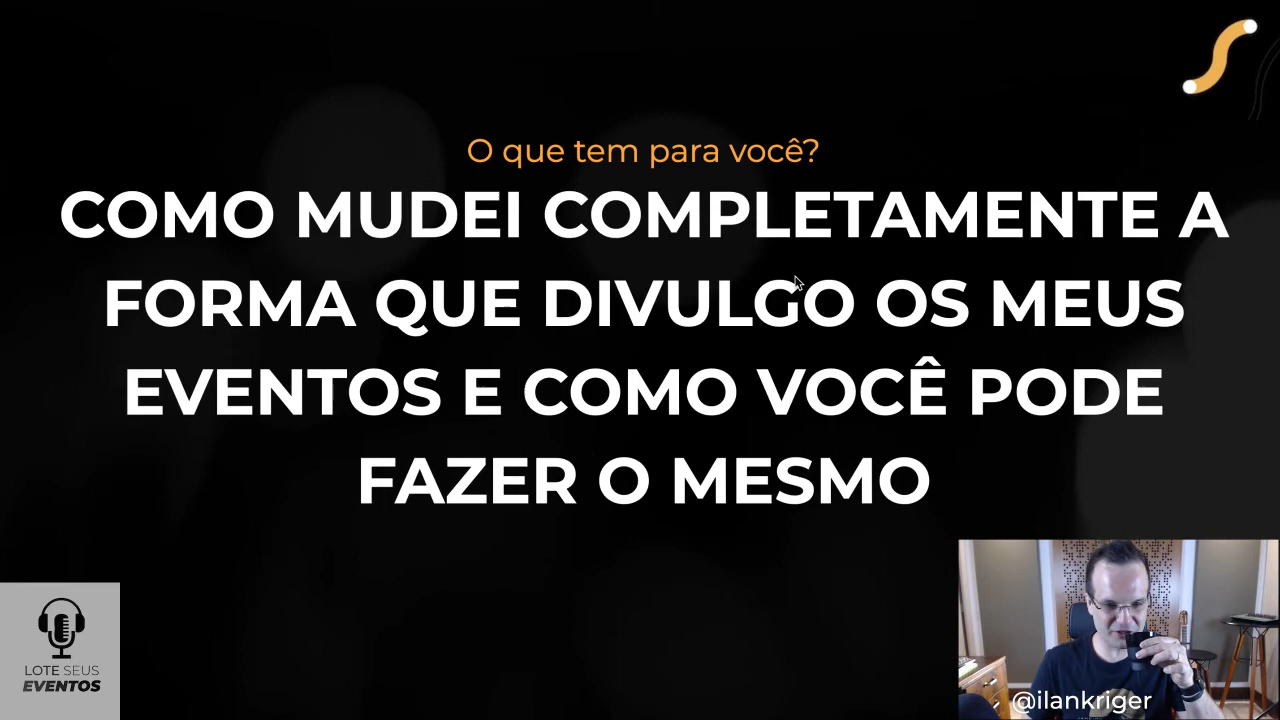 O que tem para você?
COMO MUDEI COMPLETAMENTE A
FORMA QUE DIVULGO OS MEUS
EVENTOS E COMO VOCÊ PODE
FAZER O MESMO
LOTE SEUS
EVENTOS
@ilankriger